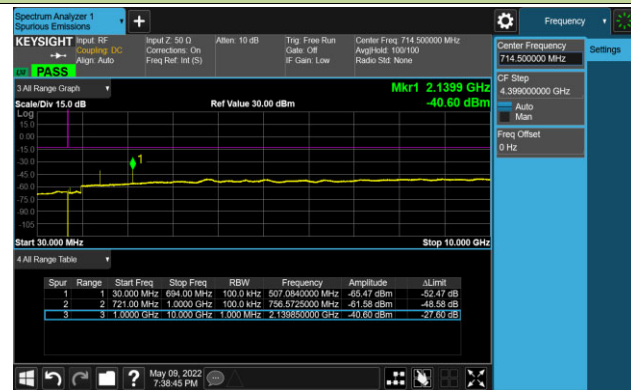 Spectrum Analyzer 1
Spurious Emissions
Frequency
KEYSIGHT
Input: RF
Coupling: DC
Align: Auto
Input Z: 50 Ω
Corrections: On
Freq Ref: Int (S)
Atten: 10 dB
Trig: Free Run
Gate: Off
IF Gain: Low
Center Freq: 714.500000 MHz
Avg|Hold: 100/100
Radio Std: None
PASS
Center Frequency
714.500000 MHz
Settings
CF Step
4.399000000 GHz
Auto
Man
Freq Offset
0 Hz
3 All Range Graph
Mkr1 2.1399 GHz
Scale/Div 15.0 dB
Ref Value 30.00 dBm
-40.60 dBm
Log
15.0
0.00
-15.0
-30.0
-45.0
-60.0
-75.0
-90.0
-105
1
Start 30.000 MHz
Stop 10.000 GHz
4 All Range Table
Spur Range Start Freq Stop Freq RBW Frequency Amplitude ΔLimit
1 1 30.000 MHz 694.00 MHz 100.0 kHz 507.0840000 MHz -65.47 dBm -52.47 dB
2 2 721.00 MHz 1.0000 GHz 100.0 kHz 756.5725000 MHz -61.58 dBm -48.58 dB
3 3 1.0000 GHz 10.000 GHz 1.000 MHz 2.139850000 GHz -40.60 dBm -27.60 dB
?
May 09, 2022
7:38:45 PM